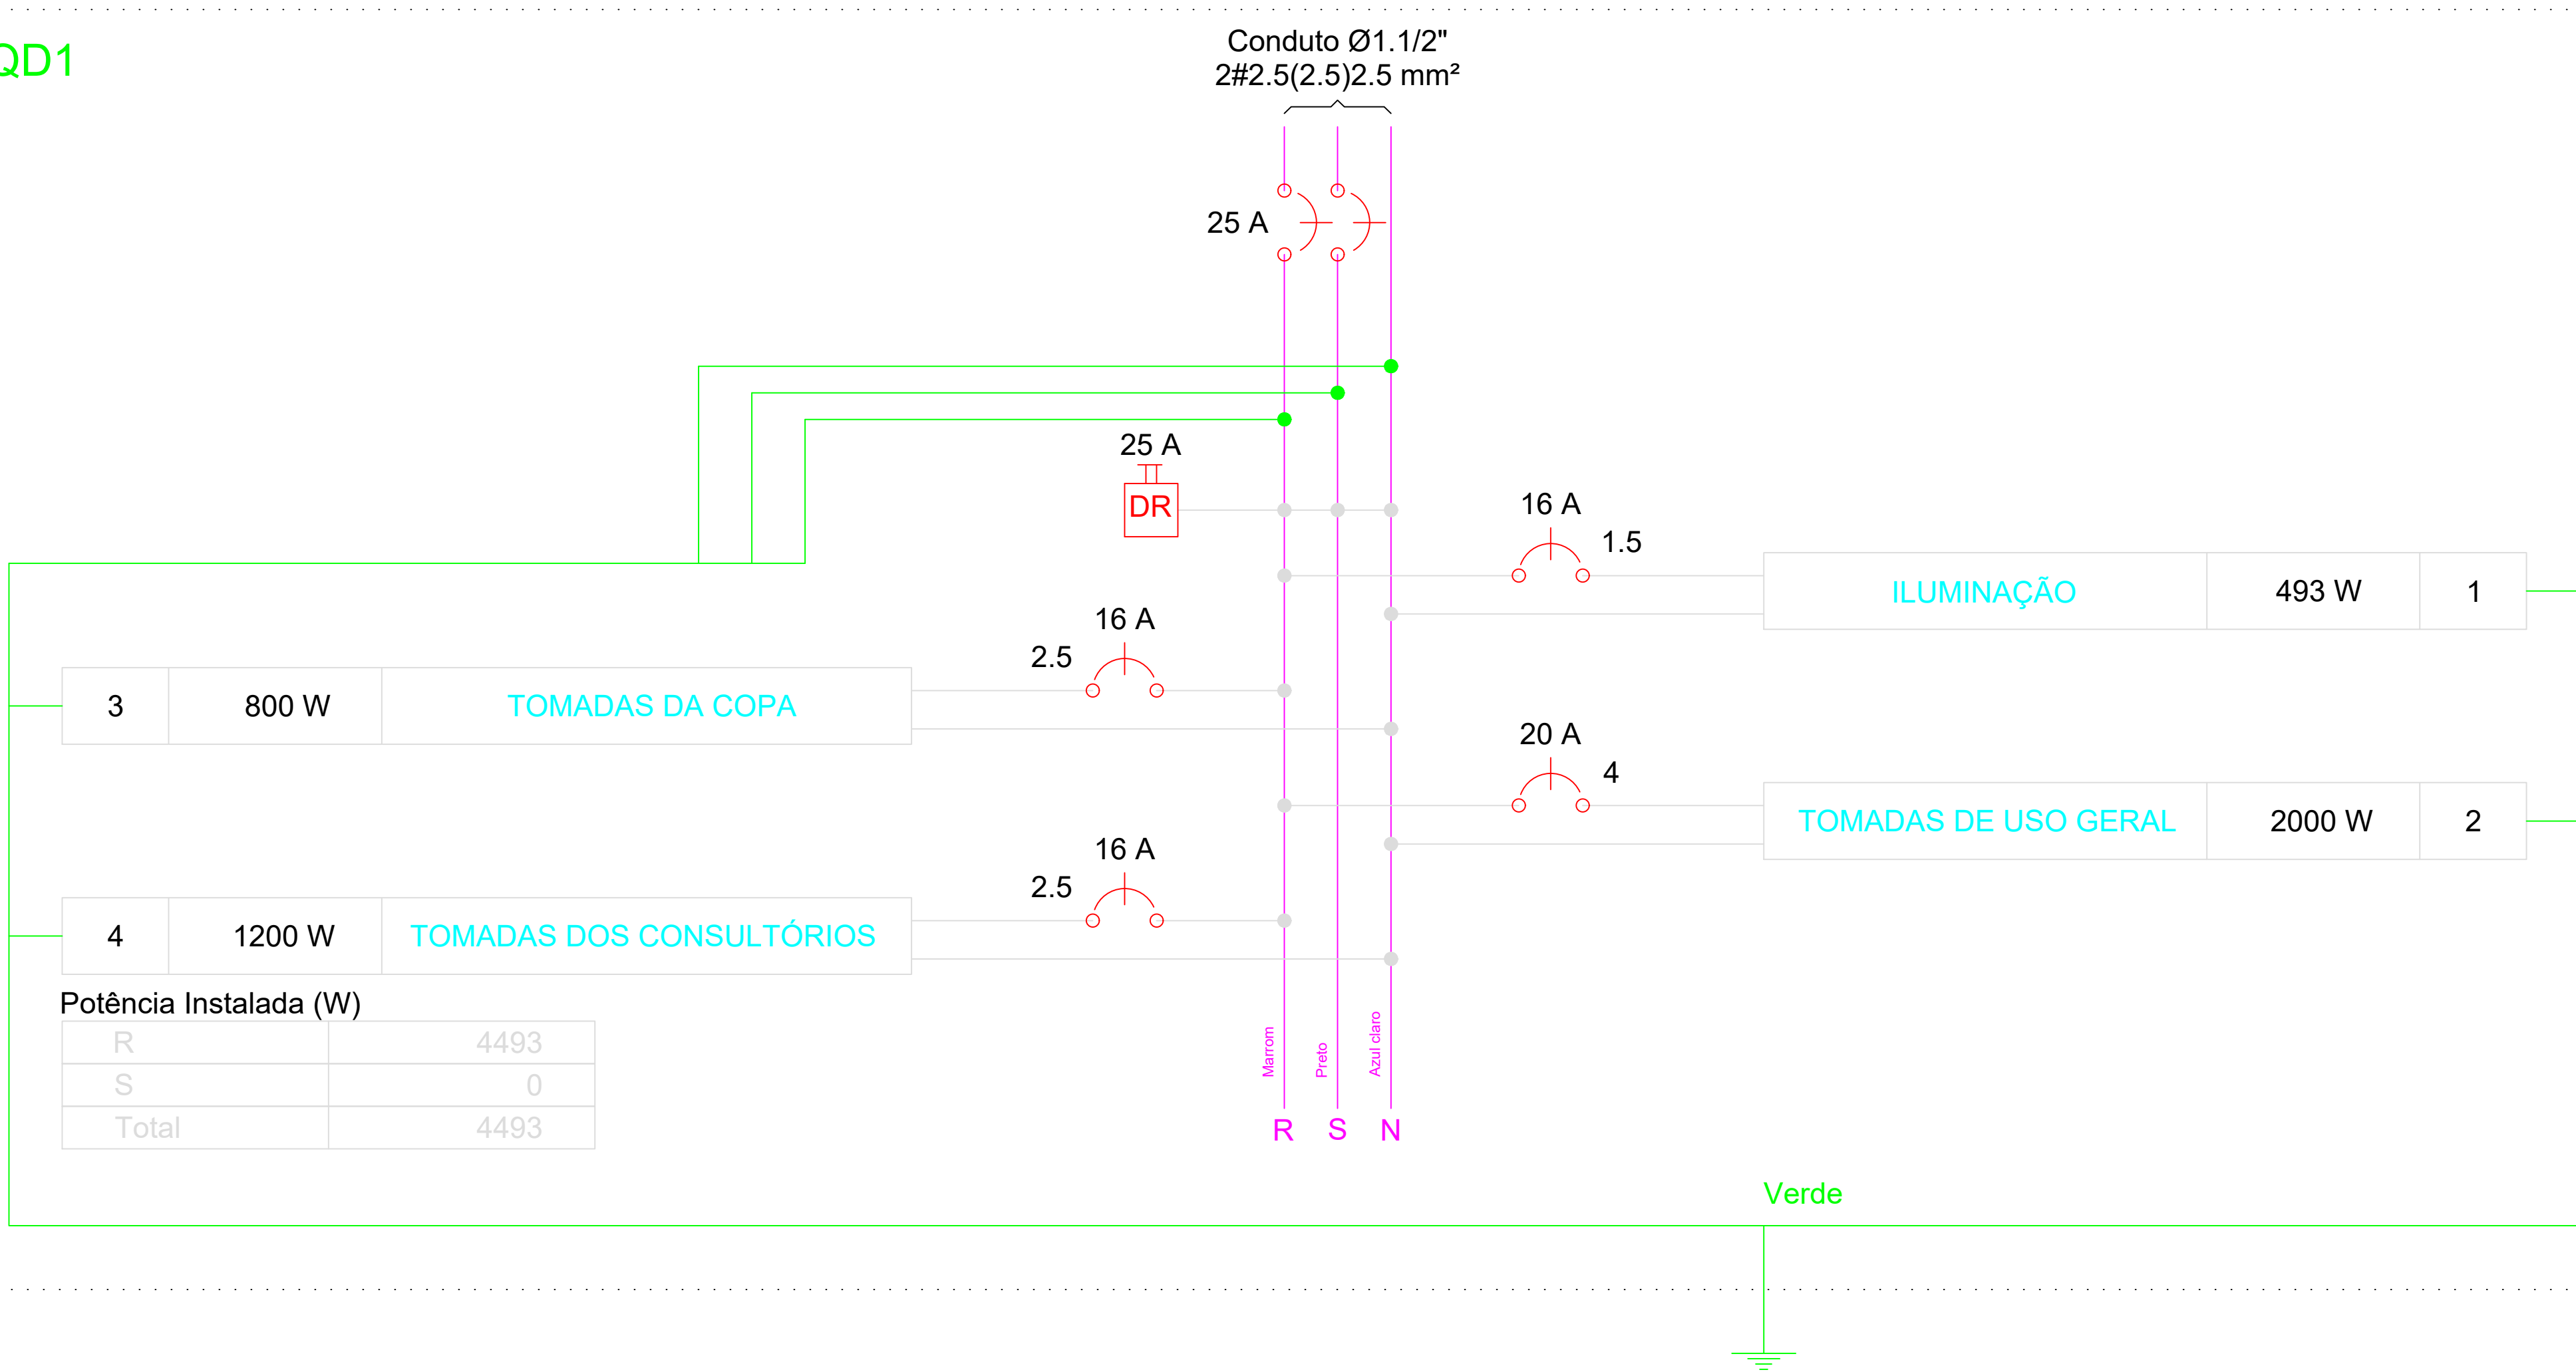 QD1
Conduto Ø1.1/2"
2#2.5(2.5)2.5 mm²
25 A
25 A
DR
16 A
1.5
ILUMINAÇÃO 493 W 1
16 A
2.5
3 800 W TOMADAS DA COPA
20 A
4
TOMADAS DE USO GERAL 2000 W 2
16 A
2.5
4 1200 W TOMADAS DOS CONSULTÓRIOS
Potência Instalada (W)
R 4493
S 0
Total 4493
Marrom
Preto
Azul claro
R S N
Verde